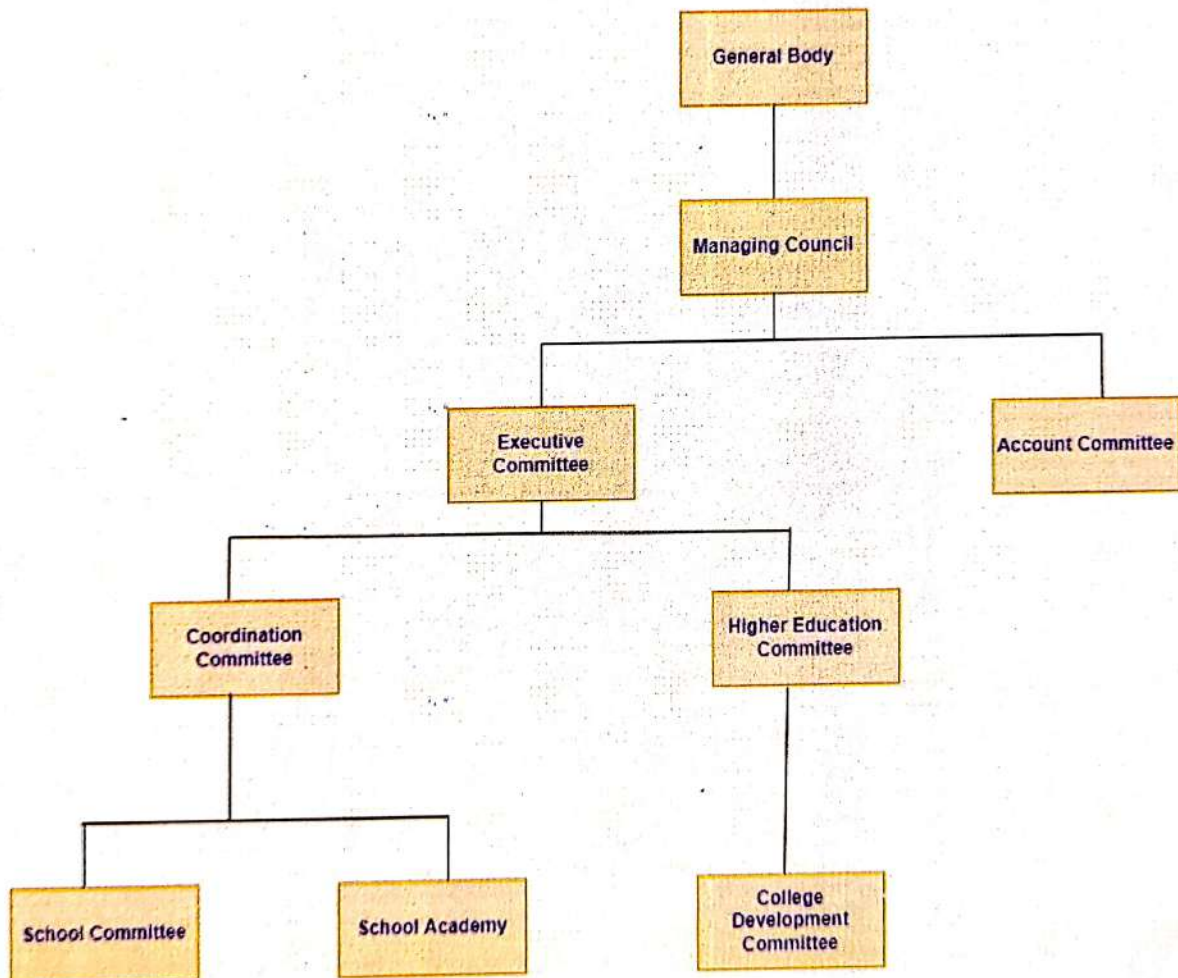 General Body
Managing Council
Executive
Committee
Account Committee
Coordination
Committee
Higher Education
Committee
School Committee
School Academy
College
Development
Committee